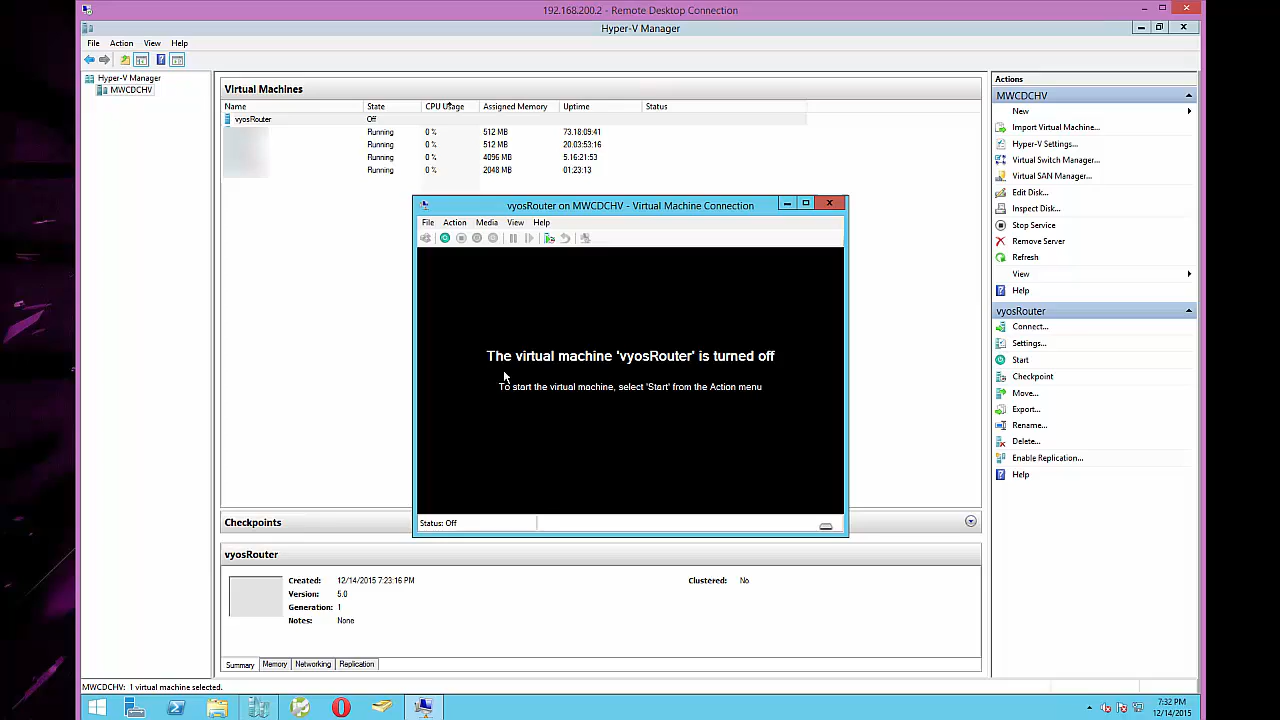 192.168.200.2 - Remote Desktop Connection
Hyper-V Manager
File Action View Help
Hyper-V Manager
MWCDCHV
Virtual Machines
Name State CPU Usage Assigned Memory Uptime Status
vyosRouter Off
Running 0 % 512 MB 73.18:09:41
Running 0 % 512 MB 20.03:53:16
Running 0 % 4096 MB 5.16:21:53
Running 0 % 2048 MB 01:23:13
vyosRouter on MWCDCHV - Virtual Machine Connection
File Action Media View Help
The virtual machine 'vyosRouter' is turned off
To start the virtual machine, select 'Start' from the Action menu
Status: Off
Checkpoints
vyosRouter
Created: 12/14/2015 7:23:16 PM Clustered: No
Version: 5.0
Generation: 1
Notes: None
Summary Memory Networking Replication
Actions
MWCDCHV
New
Import Virtual Machine...
Hyper-V Settings...
Virtual Switch Manager...
Virtual SAN Manager...
Edit Disk...
Inspect Disk...
Stop Service
Remove Server
Refresh
View
Help
vyosRouter
Connect...
Settings...
Start
Checkpoint
Move...
Export...
Rename...
Delete...
Enable Replication...
Help
MWCDCHV: 1 virtual machine selected.
7:32 PM
12/14/2015